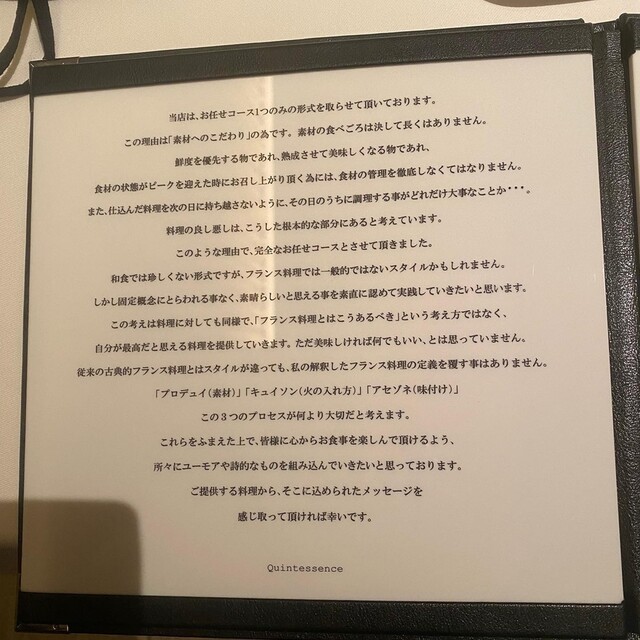 当店は、お任せコース1つのみの形式を取らせて頂いております。
この理由は「素材へのこだわり」の為です。素材の食べごろは決して長くはありません。
鮮度を優先する物であれ、熟成させて美味しくなる物であれ、
食材の状態がピークを迎えた時にお召し上がり頂く為には、食材の管理を徹底しなくてはなりません。
また、仕込んだ料理を次の日に持ち越さないように、その日のうちに調理する事がどれだけ大事なことか・・・。
料理の良し悪しは、こうした根本的な部分にあると考えています。
このような理由で、完全なお任せコースとさせて頂きました。
和食では珍しくない形式ですが、フランス料理では一般的ではないスタイルかもしれません。
しかし固定概念にとらわれる事なく、素晴らしいと思える事を素直に認めて実践していきたいと思います。
この考えは料理に対しても同様で、「フランス料理とはこうあるべき」という考え方ではなく、
自分が最高だと思える料理を提供していきます。ただ美味しければ何でもいい、とは思っていません。
従来の古典的フランス料理とはスタイルが違っても、私の解釈したフランス料理の定義を覆す事はありません。
「プロデュイ(素材)」「キュイソン(火の入れ方)」「アセゾネ(味付け)」
この3つのプロセスが何より大切だと考えます。
これらをふまえた上で、皆様に心からお食事を楽しんで頂けるよう、
所々にユーモアや詩的なものを組み込んでいきたいと思っております。
ご提供する料理から、そこに込められたメッセージを
感じ取って頂ければ幸いです。
Quintessence